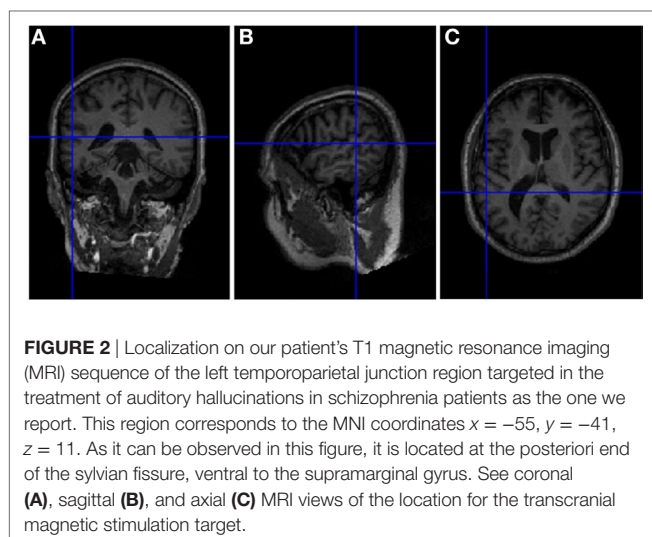 A B C
FIGURE 2 | Localization on our patient's T1 magnetic resonance imaging
(MRI) sequence of the left temporoparietal junction region targeted in the
treatment of auditory hallucinations in schizophrenia patients as the one we
report. This region corresponds to the MNI coordinates x = −55, y = −41,
z = 11. As it can be observed in this figure, it is located at the posteriori end
of the sylvian fissure, ventral to the supramarginal gyrus. See coronal
(A), sagittal (B), and axial (C) MRI views of the location for the transcranial
magnetic stimulation target.